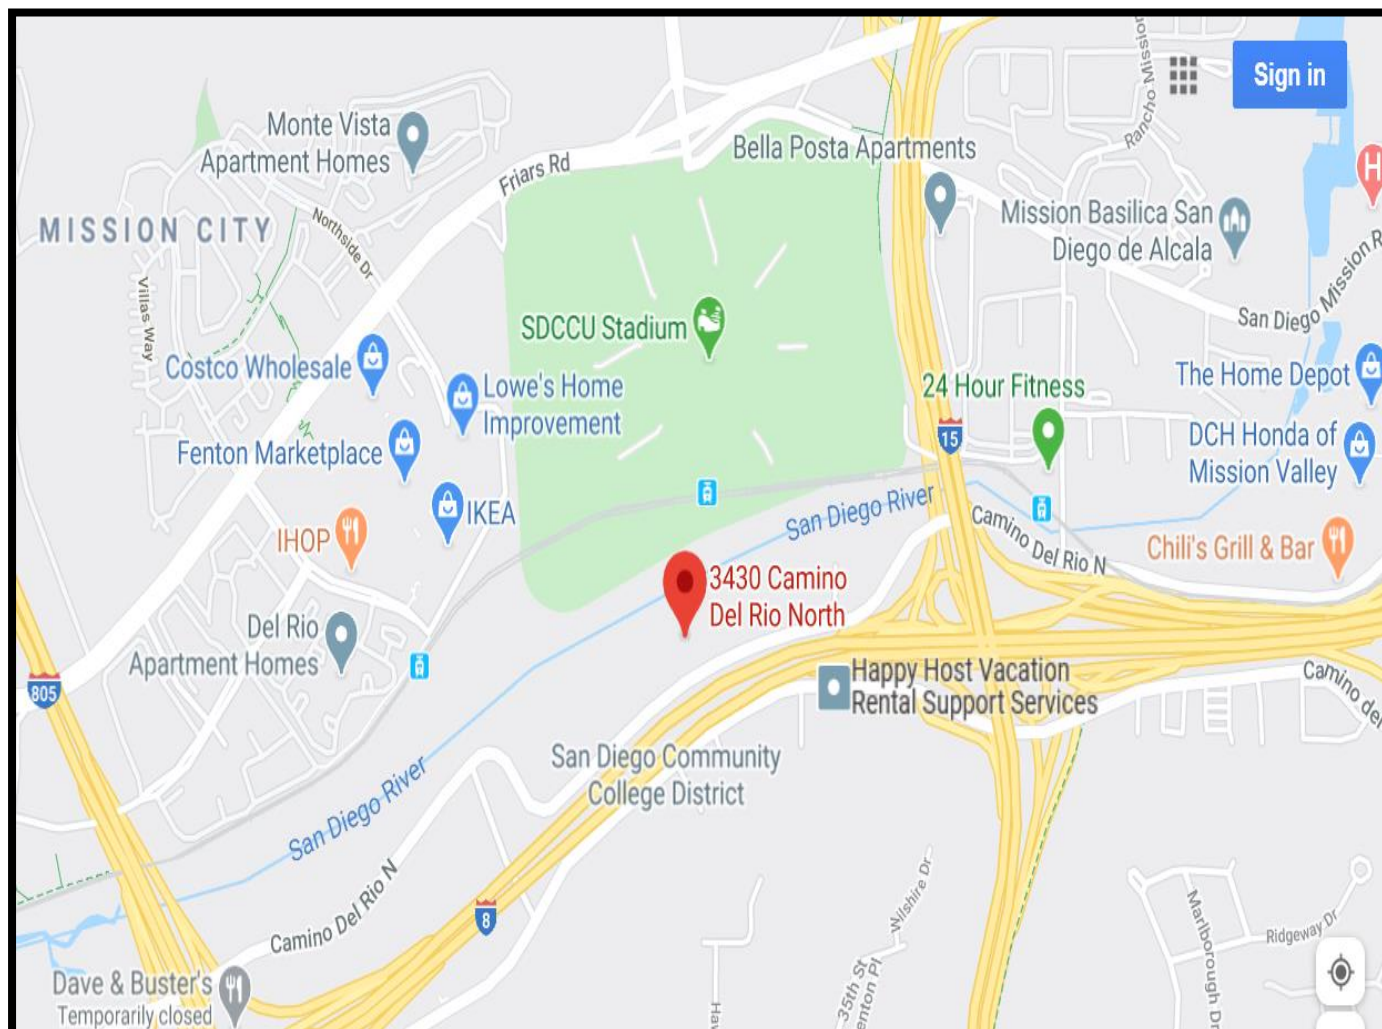 Sign in
Monte Vista
Apartment Homes
Friars Rd
Bella Posta Apartments
Rancho Mission
H
MISSION CITY
Northside Dr
Mission Basilica San
Diego de Alcala
Villas Way
San Diego Mission R
SDCCU Stadium
Costco Wholesale
Lowe's Home
Improvement
24 Hour Fitness
The Home Depot
15
Fenton Marketplace
DCH Honda of
Mission Valley
IKEA
San Diego River
IHOP
Camino Del Rio N
Chili's Grill & Bar
3430 Camino
Del Rio North
Del Rio
Apartment Homes
805
Happy Host Vacation
Rental Support Services
Camino del
San Diego Community
College District
San Diego River
Camino Del Rio N
8
Wilshire Dr
Marlborough Dr
Ridgeway Dr
35th St
enton Pl
Dave & Buster's
Temporarily closed
Hav